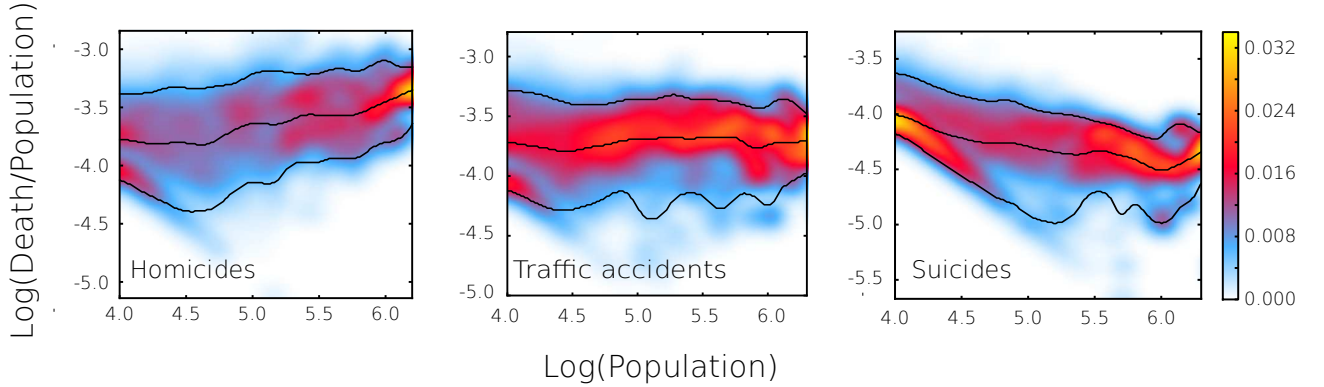 Log(Death/Population)
-3.0
-3.5
-4.0
-4.5
-5.0
Homicides
4.0 4.5 5.0 5.5 6.0
-3.0
-3.5
-4.0
-4.5
-5.0
Traffic accidents
4.0 4.5 5.0 5.5 6.0
-3.5
-4.0
-4.5
-5.0
-5.5
Suicides
4.0 4.5 5.0 5.5 6.0
0.032
0.024
0.016
0.008
0.000
Log(Population)